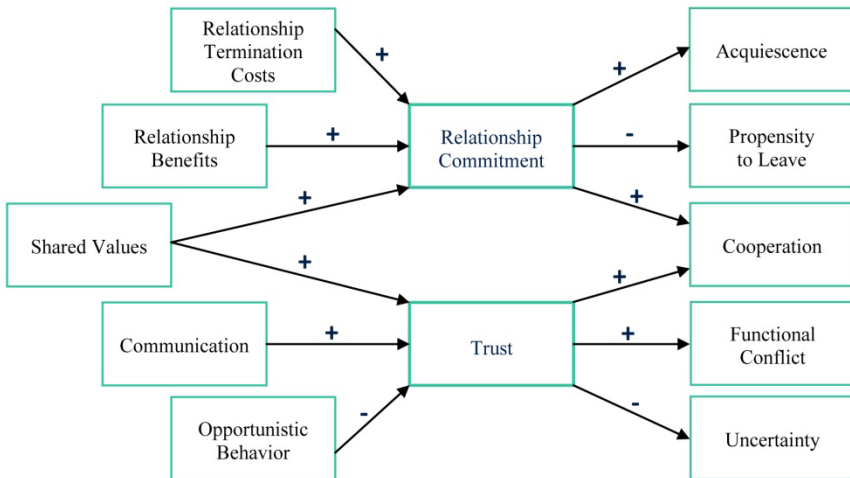 Relationship
Termination
Costs
+
+
Acquiescence
Relationship
Benefits
+
Relationship
Commitment
-
Propensity
to Leave
+
+
Shared Values
Cooperation
+
+
Communication
+
Trust
+
Functional
Conflict
-
-
Opportunistic
Behavior
Uncertainty